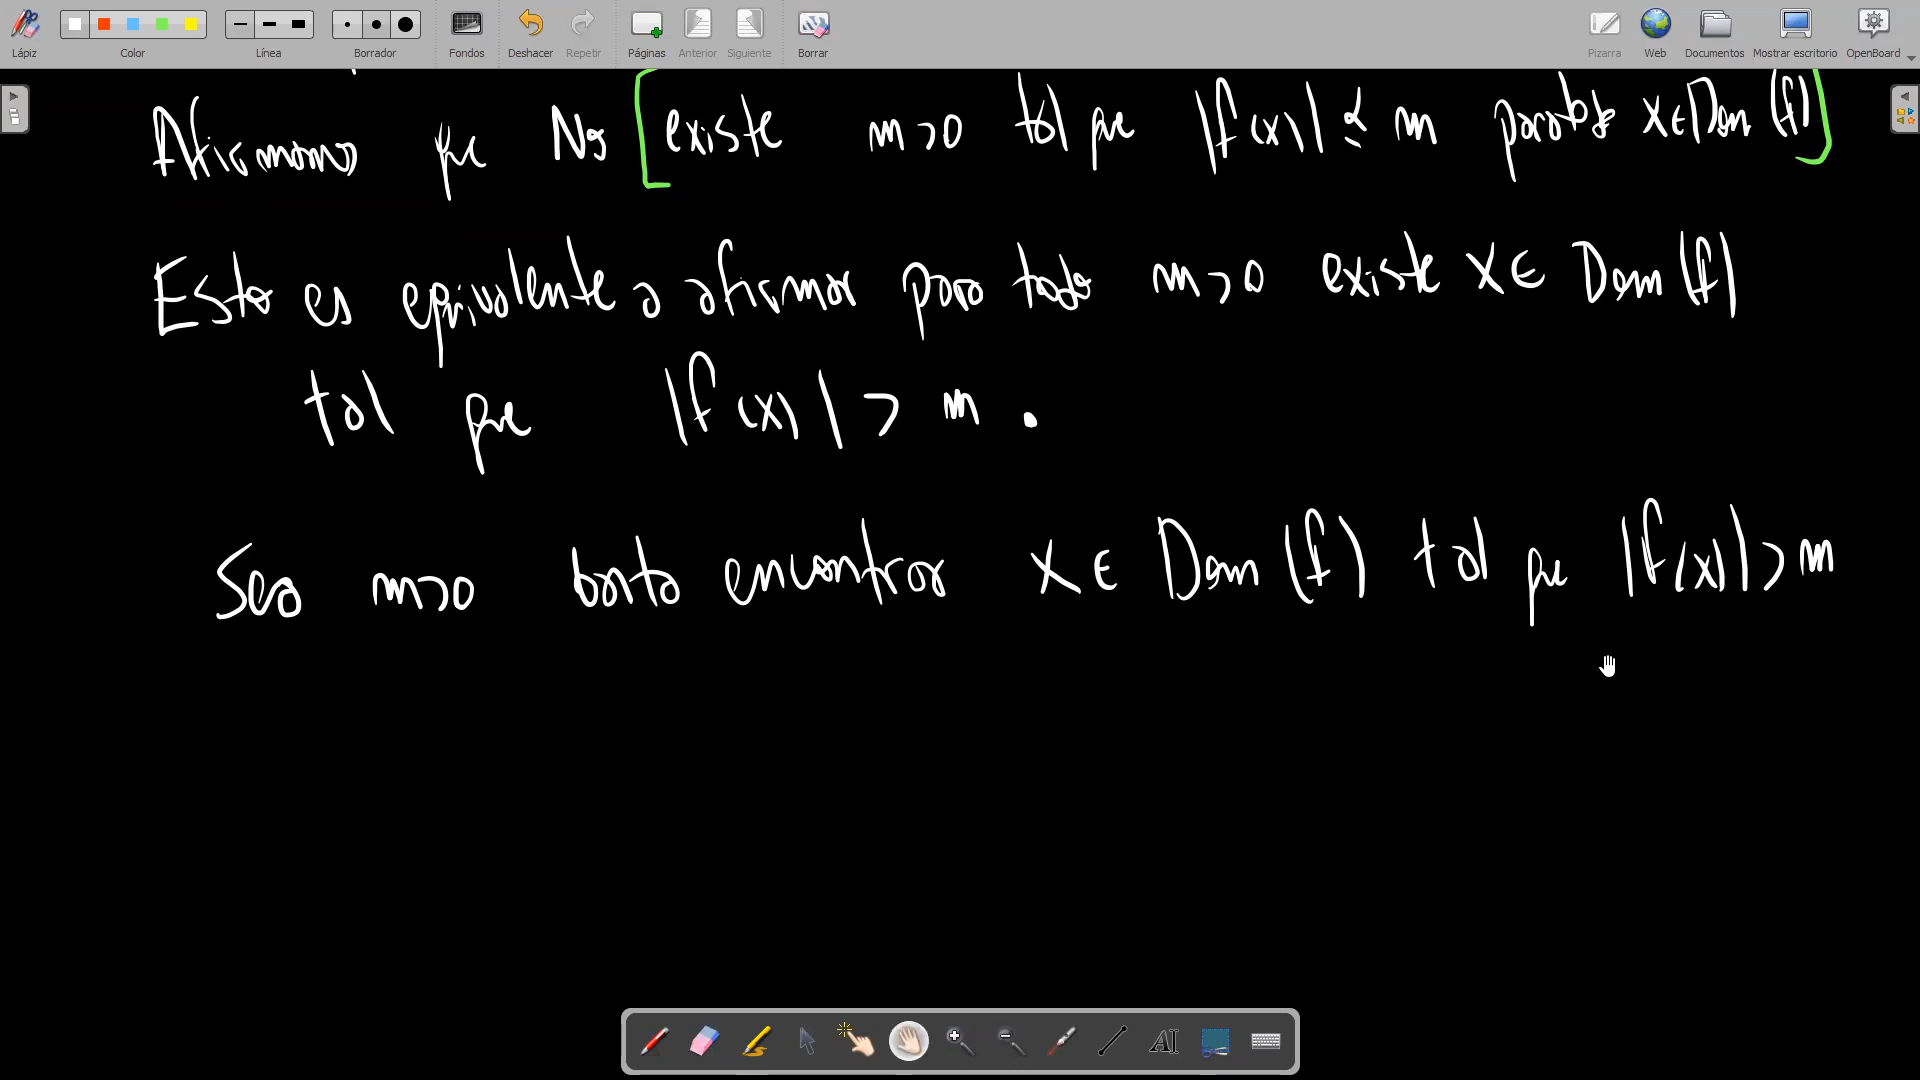 Lápiz Color Línea Borrador Fondos Deshacer Repetir Páginas Anterior Siguiente Borrar Pizarra Web Documentos Mostrar escritorio OpenBoard
Afirmamos que No [existe m>0 tal que |f(x)| ≤ m para todo x∈Dom(f)]
Esto es equivalente a afirmar para todo m>0 existe x∈ Dom(f)
tal que |f(x)| > m .
Sea m>0 basta encontrar x∈ Dom(f) tal que |f(x)|>m
AI